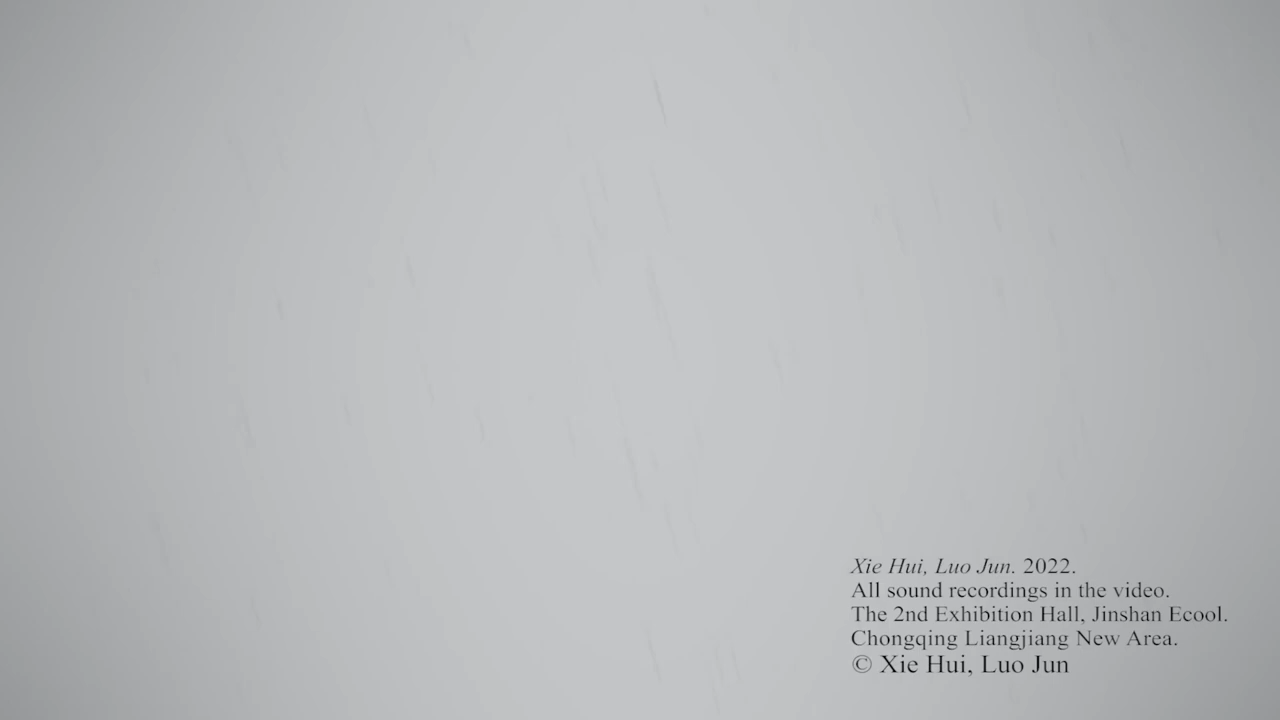 Xie Hui, Luo Jun. 2022.
All sound recordings in the video.
The 2nd Exhibition Hall, Jinshan Ecool.
Chongqing Liangjiang New Area.
© Xie Hui, Luo Jun